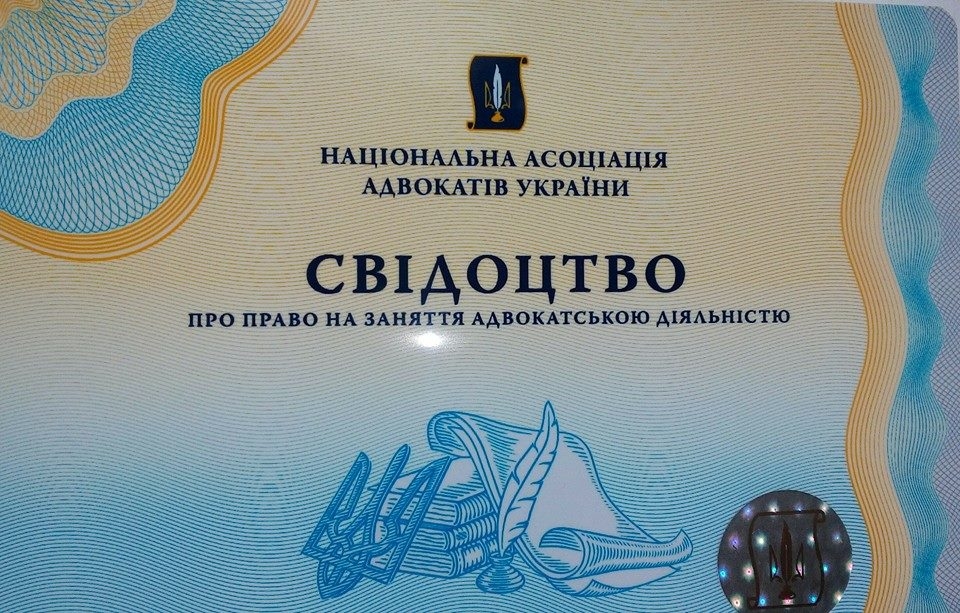 НАЦІОНАЛЬНА АСОЦІАЦІЯ
АДВОКАТІВ УКРАЇНИ
СВІДОЦТВО
ПРО ПРАВО НА ЗАНЯТТЯ АДВОКАТСЬКОЮ ДІЯЛЬНІСТЮ